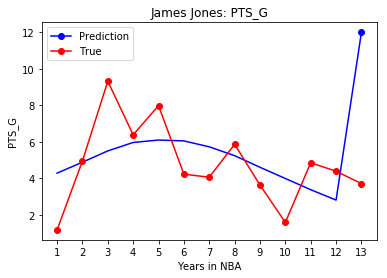 James Jones: PTS_G
Prediction
True
12
10
8
6
4
2
PTS_G
1 2 3 4 5 6 7 8 9 10 11 12 13
Years in NBA